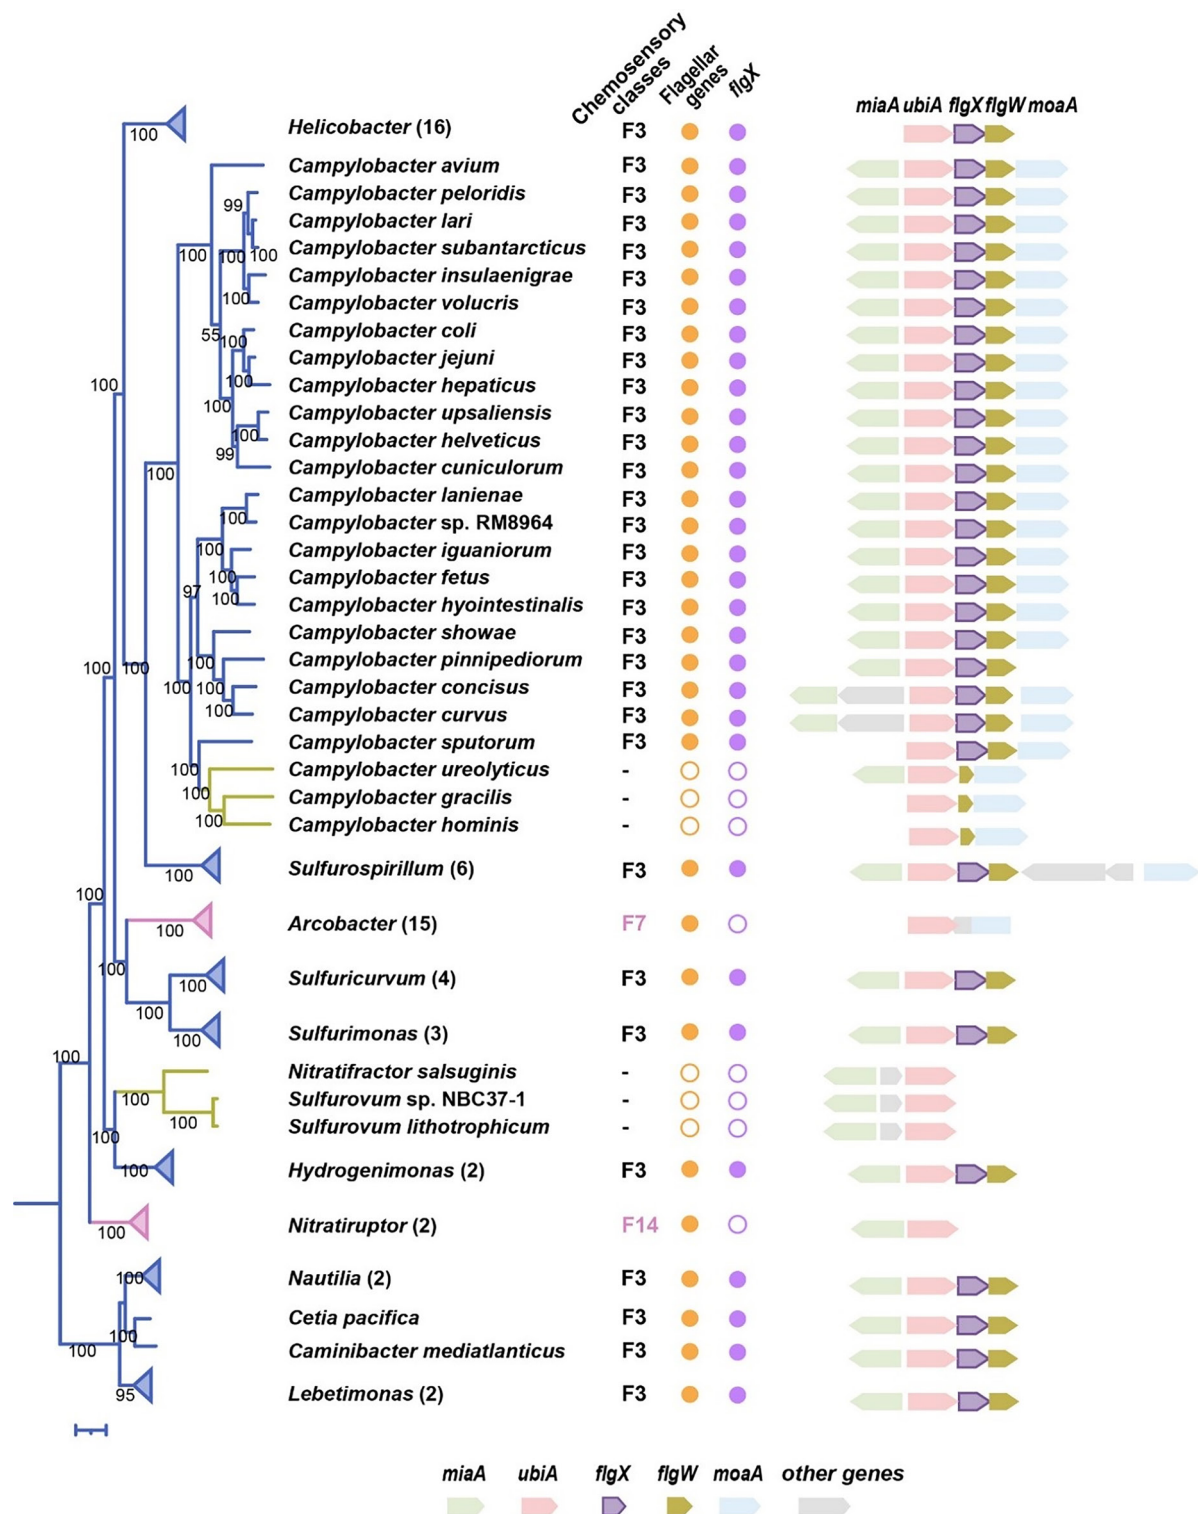 Chemosensory
classes
Flagellar
genes
flgX
miaA ubiA flgX flgW moaA
100 Helicobacter (16) F3
Campylobacter avium F3
99 Campylobacter peloridis F3
Campylobacter lari F3
100 100 100 Campylobacter subantarcticus F3
Campylobacter insulaenigrae F3
100 Campylobacter volucris F3
55 100 Campylobacter coli F3
Campylobacter jejuni F3
100 100 Campylobacter hepaticus F3
100 Campylobacter upsaliensis F3
100 Campylobacter helveticus F3
99 100 Campylobacter cuniculorum F3
Campylobacter lanienae F3
100 Campylobacter sp. RM8964 F3
100 Campylobacter iguaniorum F3
100 Campylobacter fetus F3
97 100 Campylobacter hyointestinalis F3
Campylobacter showae F3
100 100 100 Campylobacter pinnipediorum F3
100 100 Campylobacter concisus F3
100 Campylobacter curvus F3
Campylobacter sputorum F3
100 Campylobacter ureolyticus -
100 Campylobacter gracilis -
100 Campylobacter hominis -
100 Sulfurospirillum (6) F3
100
100 Arcobacter (15) F7
100 100 Sulfuricurvum (4) F3
100
100 Sulfurimonas (3) F3
100
Nitratifractor salsuginis -
100 Sulfurovum sp. NBC37-1 -
100 Sulfurovum lithotrophicum -
100
100 Hydrogenimonas (2) F3
100 Nitratiruptor (2) F14
100 Nautilia (2) F3
Cetia pacifica F3
100 100 Caminibacter mediatlanticus F3
95 Lebetimonas (2) F3
miaA ubiA flgX flgW moaA other genes